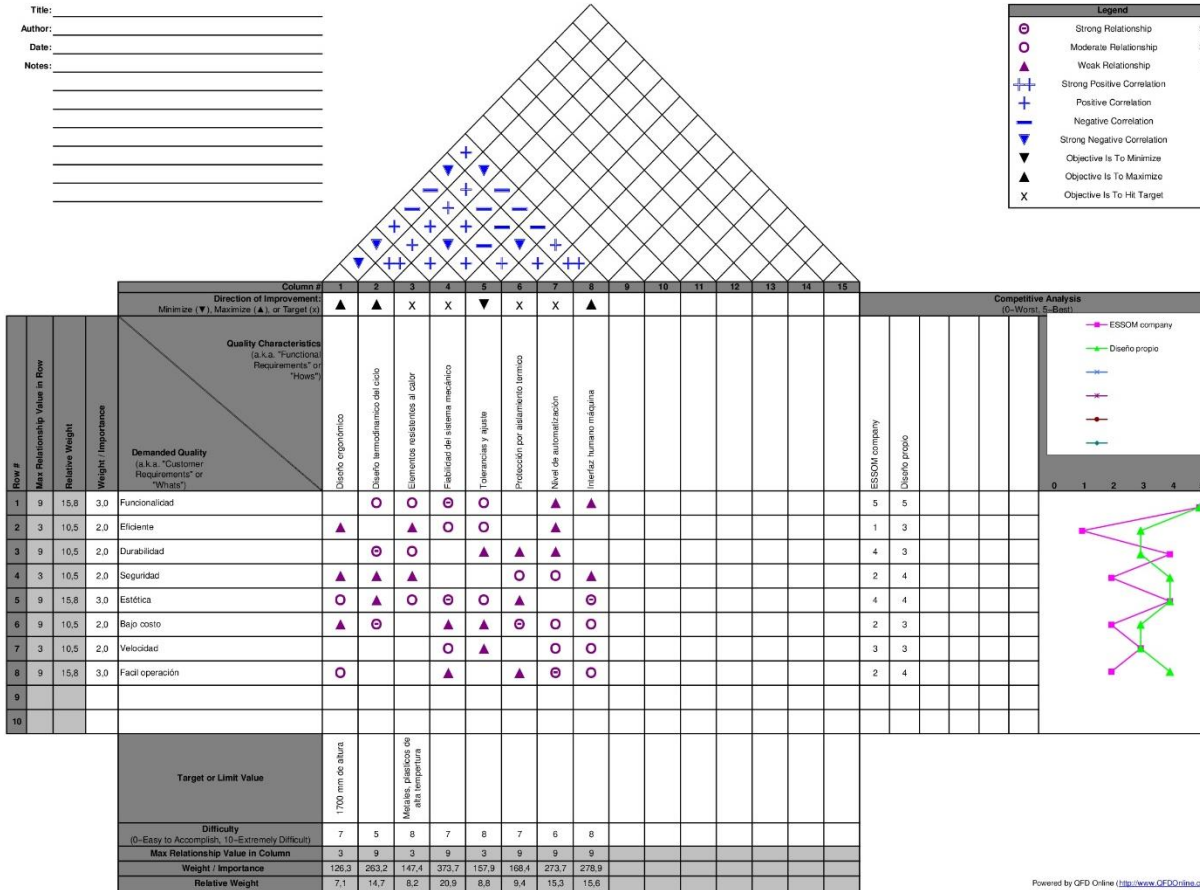 Title:
Author:
Date:
Notes:
Legend
Strong Relationship
Moderate Relationship
Weak Relationship
Strong Positive Correlation
Positive Correlation
Negative Correlation
Strong Negative Correlation
Objective Is To Minimize
Objective Is To Maximize
X Objective Is To Hit Target
Column # 1 2 3 4 5 6 7 8 9 10 11 12 13 14 15
Direction of Improvement:
Minimize (▼), Maximize (▲), or Target (x)
▲ ▲ X X ▼ X X ▲
Competitive Analysis
(0=Worst, 5=Best)
Row #
Max Relationship Value in Row
Relative Weight
Weight / Importance
Quality Characteristics
(a.k.a. "Functional
Requirements" or
"Hows")
Demanded Quality
(a.k.a. "Customer
Requirements" or
"Whats")
Diseño ergonómico
Diseño termodinamico del ciclo
Elementos resistentes al calor
Fiabilidad del sistema mecánico
Tolerancias y ajuste
Protección por aislamiento termico
Nivel de automatización
Interfaz humano máquina
ESSOM company
Diseño propio
ESSOM company
Diseño propio
0 1 2 3 4
1 9 15,8 3,0 Funcionalidad 5 5
2 3 10,5 2,0 Eficiente 1 3
3 9 10,5 2,0 Durabilidad 4 3
4 3 10,5 2,0 Seguridad 2 4
5 9 15,8 3,0 Estética 4 4
6 9 10,5 2,0 Bajo costo 2 3
7 3 10,5 2,0 Velocidad 3 3
8 9 15,8 3,0 Facil operación 2 4
9
10
Target or Limit Value
1700 mm de altura
Metales, plasticos de
alta tempertura
Difficulty
(0=Easy to Accomplish, 10=Extremely Difficult)
7 5 8 7 8 7 6 8
Max Relationship Value in Column 3 9 3 9 3 9 9 9
Weight / Importance 126,3 263,2 147,4 373,7 157,9 168,4 273,7 278,9
Relative Weight 7,1 14,7 8,2 20,9 8,8 9,4 15,3 15,6
Powered by QFD Online (http://www.QFDOnline.c